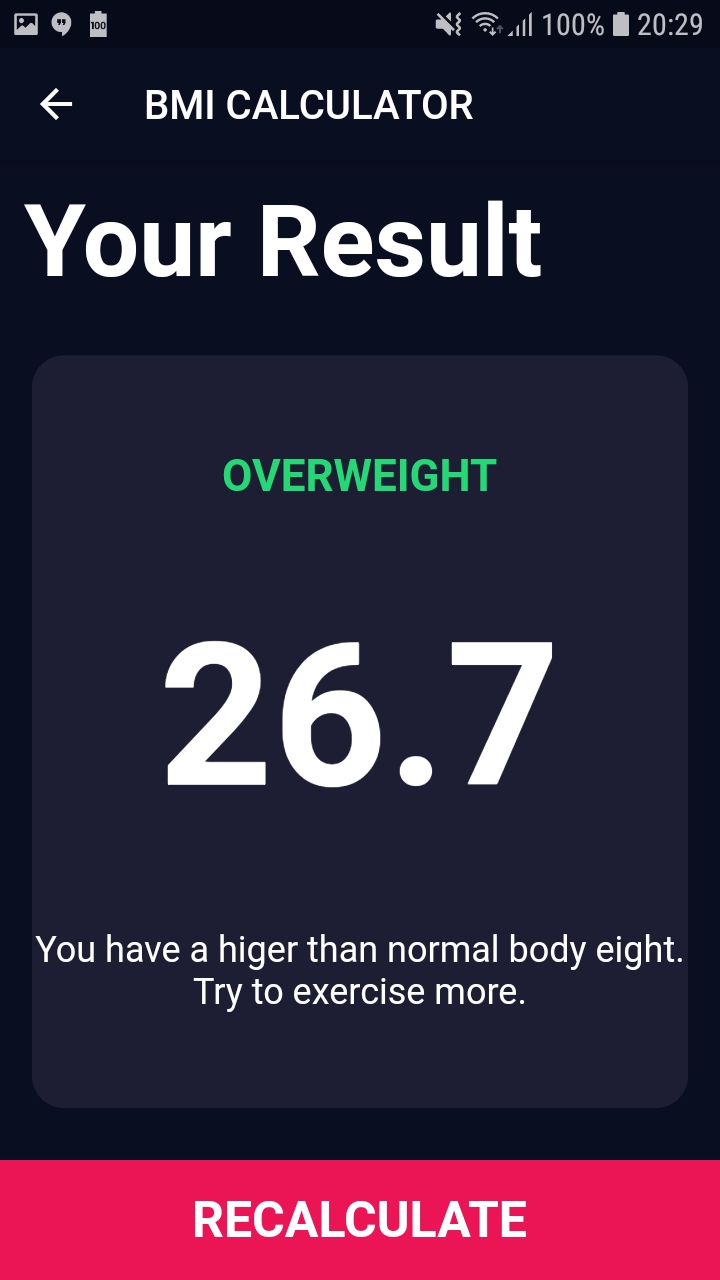 100 100% 20:29
BMI CALCULATOR
Your Result
OVERWEIGHT
26.7
You have a higer than normal body eight.
Try to exercise more.
RECALCULATE